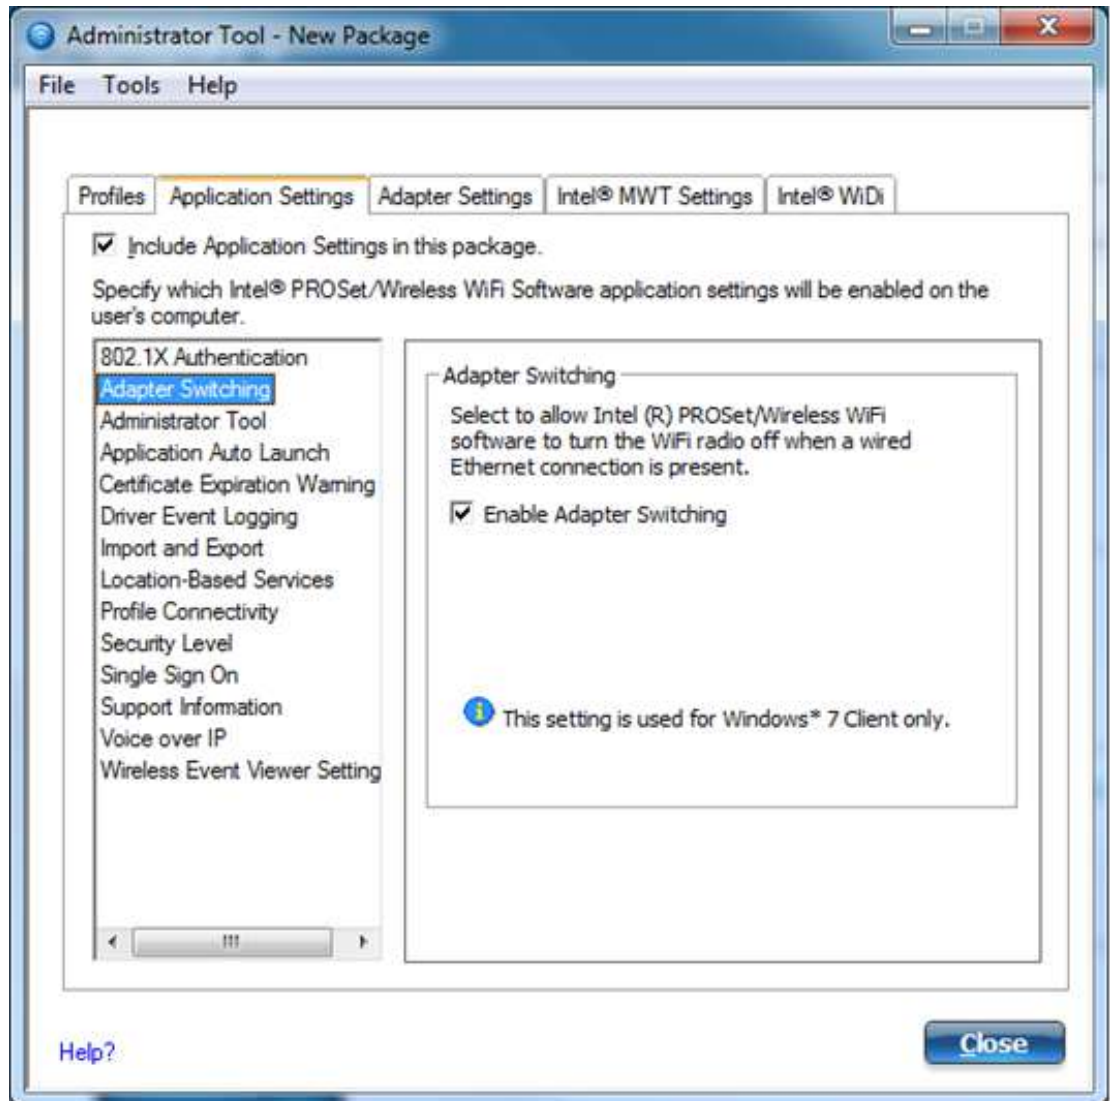 Administrator Tool - New Package
File Tools Help
Profiles Application Settings Adapter Settings Intel® MWT Settings Intel® WiDi
Include Application Settings in this package.
Specify which Intel® PROSet/Wireless WiFi Software application settings will be enabled on the
user's computer.
802.1X Authentication
Adapter Switching
Administrator Tool
Application Auto Launch
Certificate Expiration Warning
Driver Event Logging
Import and Export
Location-Based Services
Profile Connectivity
Security Level
Single Sign On
Support Information
Voice over IP
Wireless Event Viewer Setting
Adapter Switching
Select to allow Intel (R) PROSet/Wireless WiFi
software to turn the WiFi radio off when a wired
Ethernet connection is present.
Enable Adapter Switching
This setting is used for Windows* 7 Client only.
Help?
Close